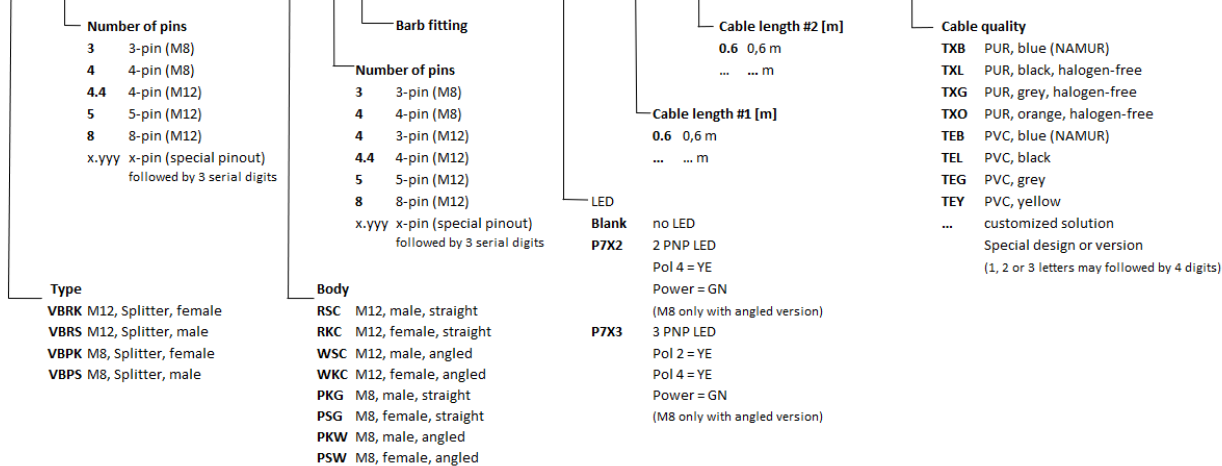 Number of pins
3 3-pin (M8)
4 4-pin (M8)
4.4 4-pin (M12)
5 5-pin (M12)
8 8-pin (M12)
x.yyy x-pin (special pinout)
followed by 3 serial digits
Type
VBRK M12, Splitter, female
VBRS M12, Splitter, male
VBPK M8, Splitter, female
VBPS M8, Splitter, male
Barb fitting
Number of pins
3 3-pin (M8)
4 4-pin (M8)
4 3-pin (M12)
4.4 4-pin (M12)
5 5-pin (M12)
8 8-pin (M12)
x.yyy x-pin (special pinout)
followed by 3 serial digits
Body
RSC M12, male, straight
RKC M12, female, straight
WSC M12, male, angled
WKC M12, female, angled
PKG M8, male, straight
PSG M8, female, straight
PKW M8, male, angled
PSW M8, female, angled
Cable length #2 [m]
0.6 0,6 m
... ... m
Cable length #1 [m]
0.6 0,6 m
... ... m
LED
Blank no LED
P7X2 2 PNP LED
Pol 4 = YE
Power = GN
(M8 only with angled version)
P7X3 3 PNP LED
Pol 2 = YE
Pol 4 = YE
Power = GN
(M8 only with angled version)
Cable quality
TXB PUR, blue (NAMUR)
TXL PUR, black, halogen-free
TXG PUR, grey, halogen-free
TXO PUR, orange, halogen-free
TEB PVC, blue (NAMUR)
TEL PVC, black
TEG PVC, grey
TEY PVC, yellow
... customized solution
Special design or version
(1, 2 or 3 letters may followed by 4 digits)